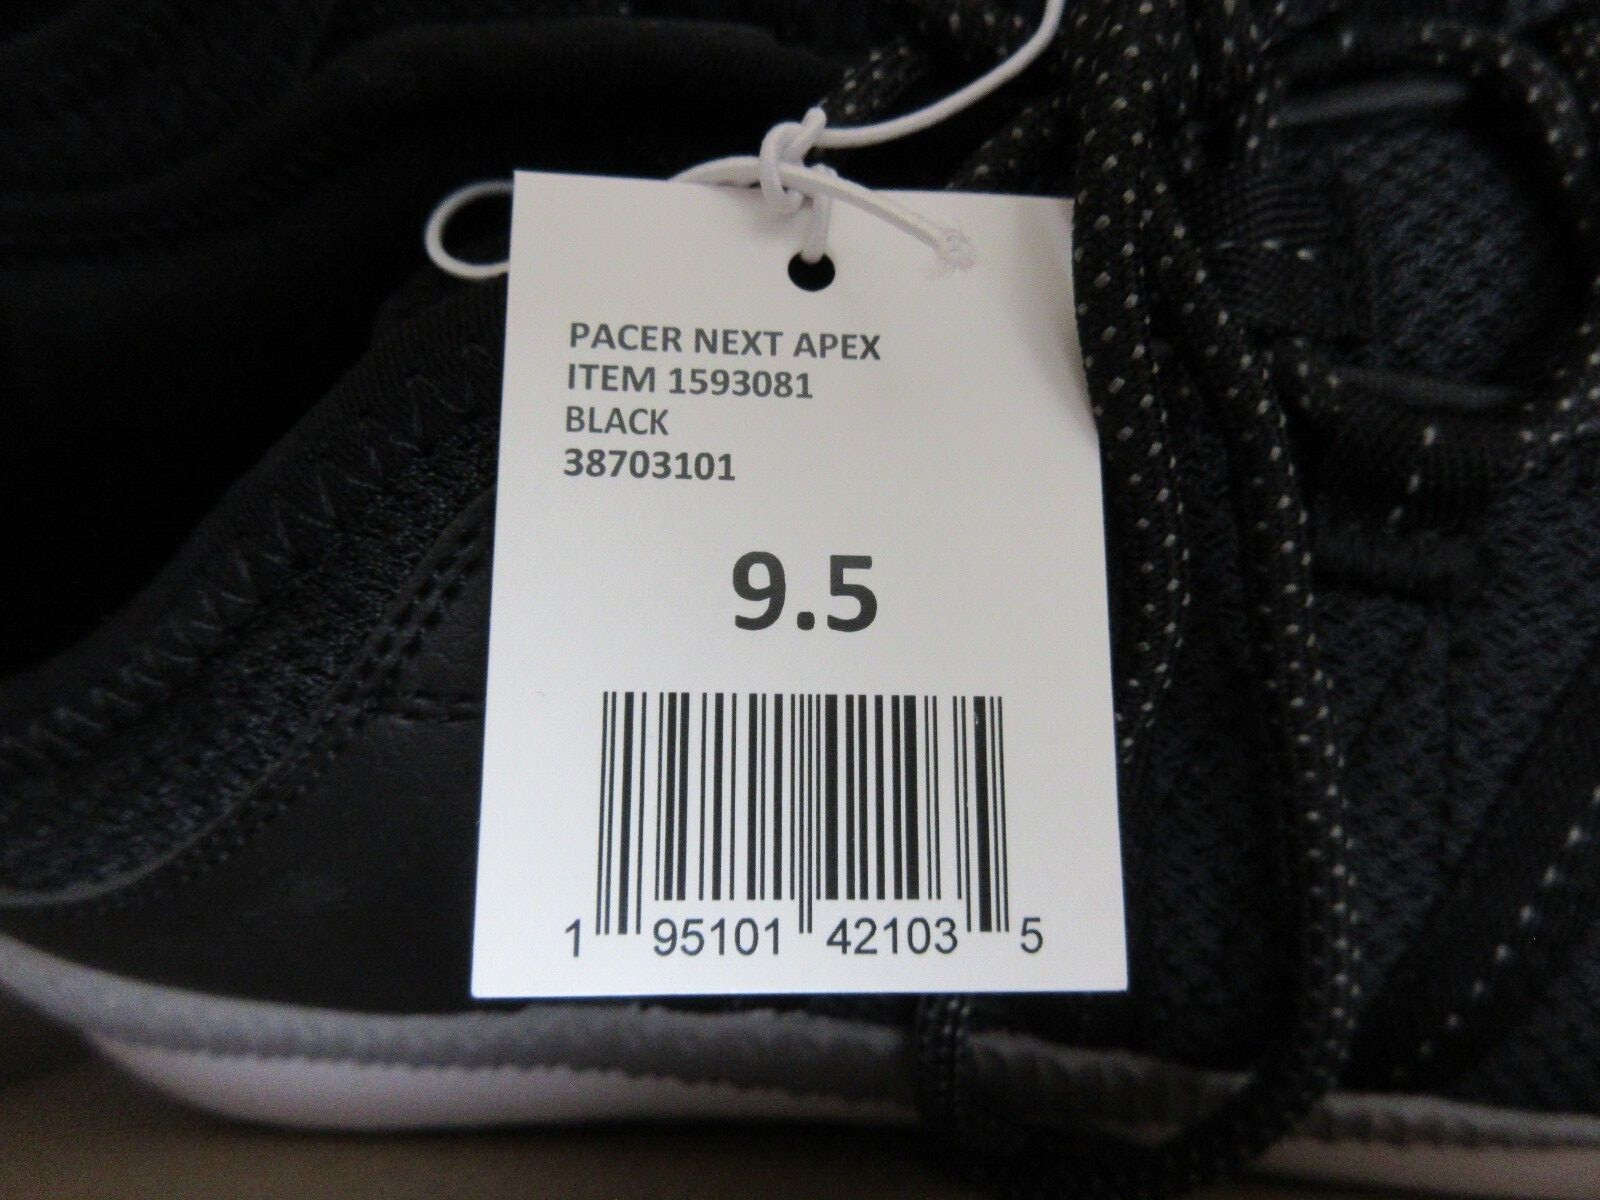 PACER NEXT APEX
ITEM 1593081
BLACK
38703101
9.5
1 95101 42103 5